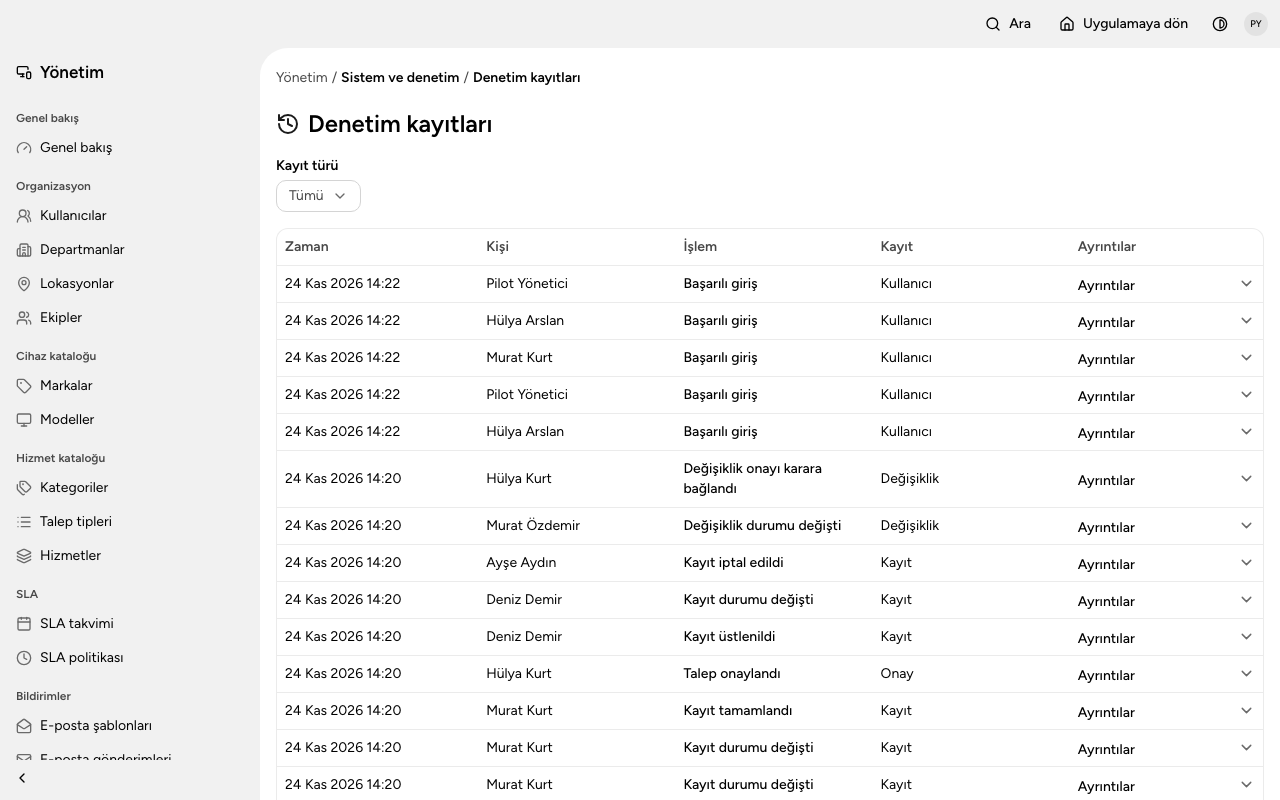 Ara
Uygulamaya dön
PY
Yönetim
Genel bakış
Genel bakış
Organizasyon
Kullanıcılar
Departmanlar
Lokasyonlar
Ekipler
Cihaz kataloğu
Markalar
Modeller
Hizmet kataloğu
Kategoriler
Talep tipleri
Hizmetler
SLA
SLA takvimi
SLA politikası
Bildirimler
E-posta şablonları
E-posta gönderimleri
Yönetim / Sistem ve denetim / Denetim kayıtları
Denetim kayıtları
Kayıt türü
Tümü
Zaman Kişi İşlem Kayıt Ayrıntılar
24 Kas 2026 14:22 Pilot Yönetici Başarılı giriş Kullanıcı Ayrıntılar
24 Kas 2026 14:22 Hülya Arslan Başarılı giriş Kullanıcı Ayrıntılar
24 Kas 2026 14:22 Murat Kurt Başarılı giriş Kullanıcı Ayrıntılar
24 Kas 2026 14:22 Pilot Yönetici Başarılı giriş Kullanıcı Ayrıntılar
24 Kas 2026 14:22 Hülya Arslan Başarılı giriş Kullanıcı Ayrıntılar
24 Kas 2026 14:20 Hülya Kurt Değişiklik onayı karara
bağlandı Değişiklik Ayrıntılar
24 Kas 2026 14:20 Murat Özdemir Değişiklik durumu değişti Değişiklik Ayrıntılar
24 Kas 2026 14:20 Ayşe Aydın Kayıt iptal edildi Kayıt Ayrıntılar
24 Kas 2026 14:20 Deniz Demir Kayıt durumu değişti Kayıt Ayrıntılar
24 Kas 2026 14:20 Deniz Demir Kayıt üstlenildi Kayıt Ayrıntılar
24 Kas 2026 14:20 Hülya Kurt Talep onaylandı Onay Ayrıntılar
24 Kas 2026 14:20 Murat Kurt Kayıt tamamlandı Kayıt Ayrıntılar
24 Kas 2026 14:20 Murat Kurt Kayıt durumu değişti Kayıt Ayrıntılar
24 Kas 2026 14:20 Murat Kurt Kayıt durumu değişti Kayıt Ayrıntılar